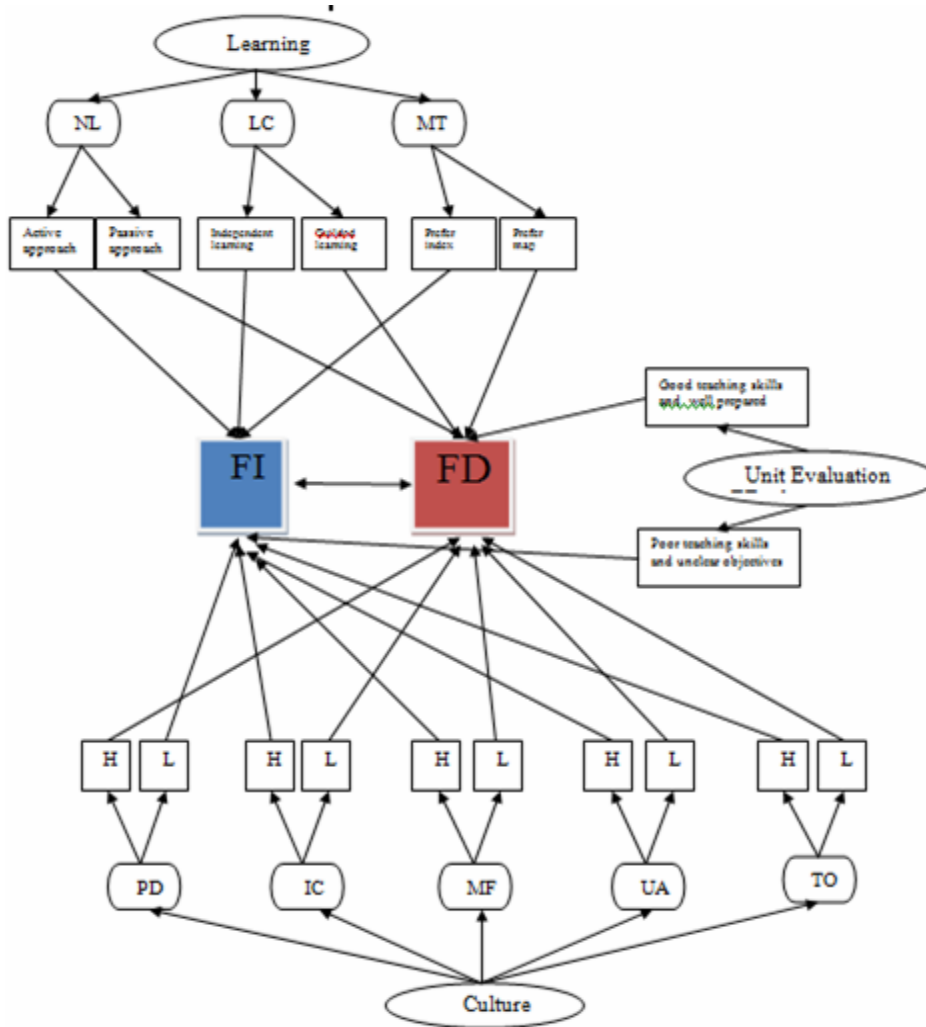 Learning
NL
LC
MT
Active
approach
Passive
approach
Independent
learning
Guided
learning
Prefer
index
Prefer
map
Good teaching skills
and well prepared
FI
FD
Unit Evaluation
Poor teaching skills
and unclear objectives
H
L
H
L
H
L
H
L
H
L
PD
IC
MF
UA
TO
Culture